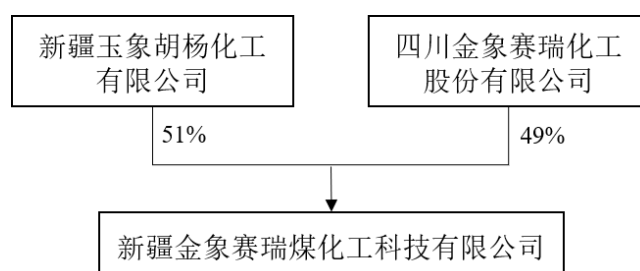 新疆玉象胡杨化工
有限公司
四川金象赛瑞化工
股份有限公司
51%
49%
新疆金象赛瑞煤化工科技有限公司